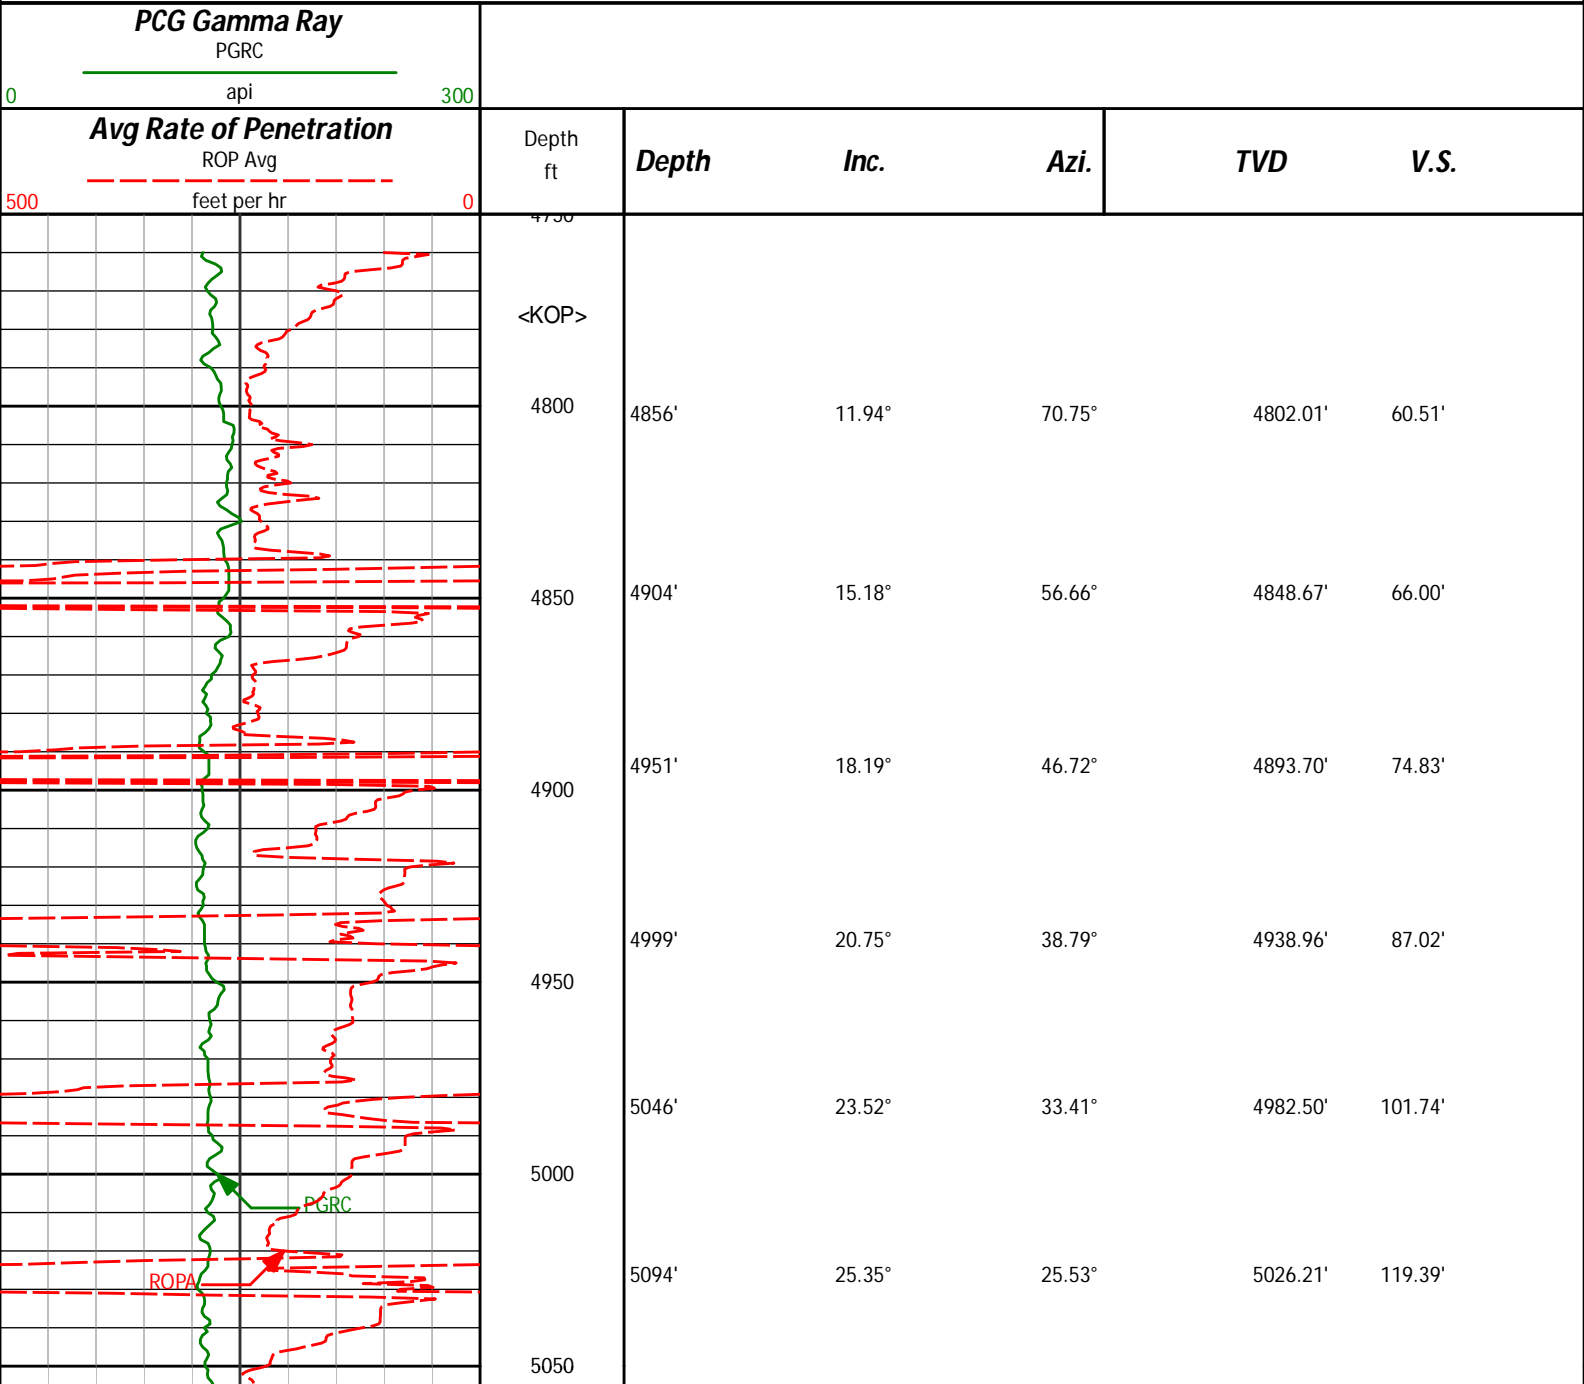 PCG Gamma Ray
PGRC
api
0 300
Avg Rate of Penetration
ROP Avg
feet per hr
500 0
Depth
ft
Depth Inc. Azi. TVD V.S.
<KOP>
4800
4856' 11.94° 70.75° 4802.01' 60.51'
4850
4904' 15.18° 56.66° 4848.67' 66.00'
4951' 18.19° 46.72° 4893.70' 74.83'
4900
4999' 20.75° 38.79° 4938.96' 87.02'
4950
5046' 23.52° 33.41° 4982.50' 101.74'
5000
PGRC
5094' 25.35° 25.53° 5026.21' 119.39'
ROPA
5050